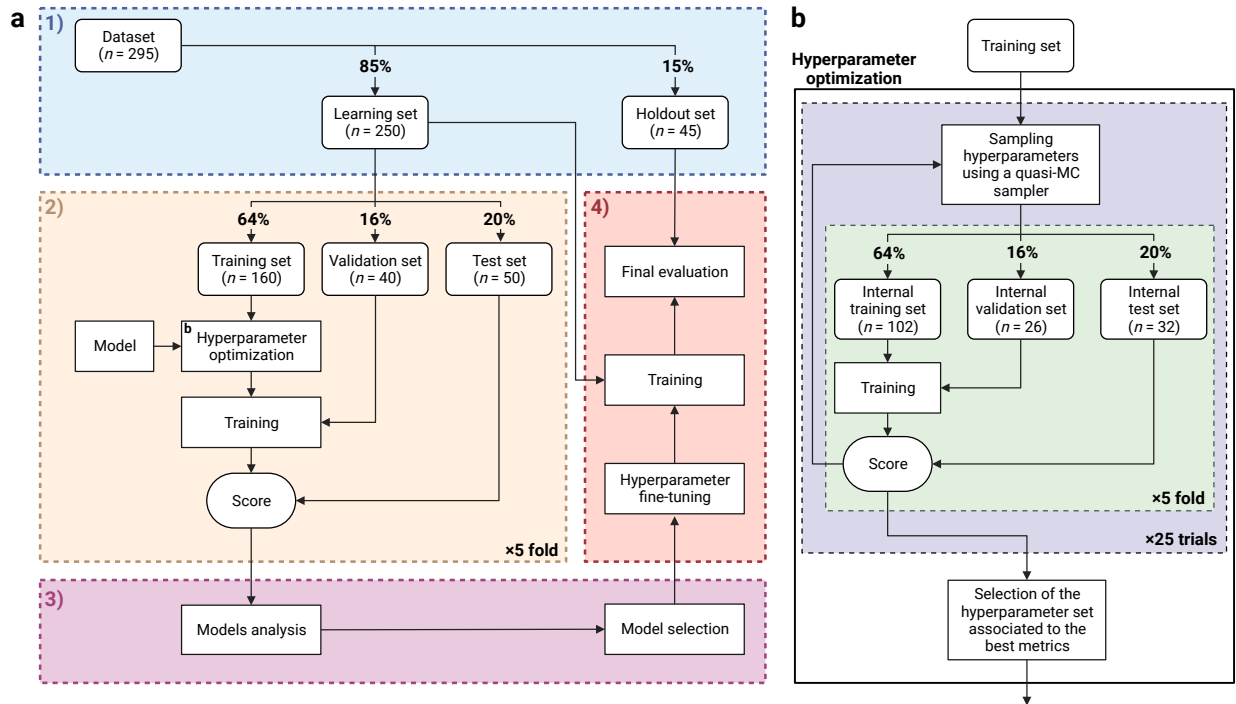 a
1)
Dataset
(n = 295)
85%
15%
Learning set
(n = 250)
Holdout set
(n = 45)
2)
64%
16%
20%
Training set
(n = 160)
Validation set
(n = 40)
Test set
(n = 50)
Model
b
Hyperparameter
optimization
Training
Score
×5 fold
4)
Final evaluation
Training
Hyperparameter
fine-tuning
3)
Models analysis
Model selection
b
Training set
Hyperparameter
optimization
Sampling
hyperparameters
using a quasi-MC
sampler
64%
16%
20%
Internal
training set
(n = 102)
Internal
validation set
(n = 26)
Internal
test set
(n = 32)
Training
Score
×5 fold
×25 trials
Selection of the
hyperparameter set
associated to the
best metrics